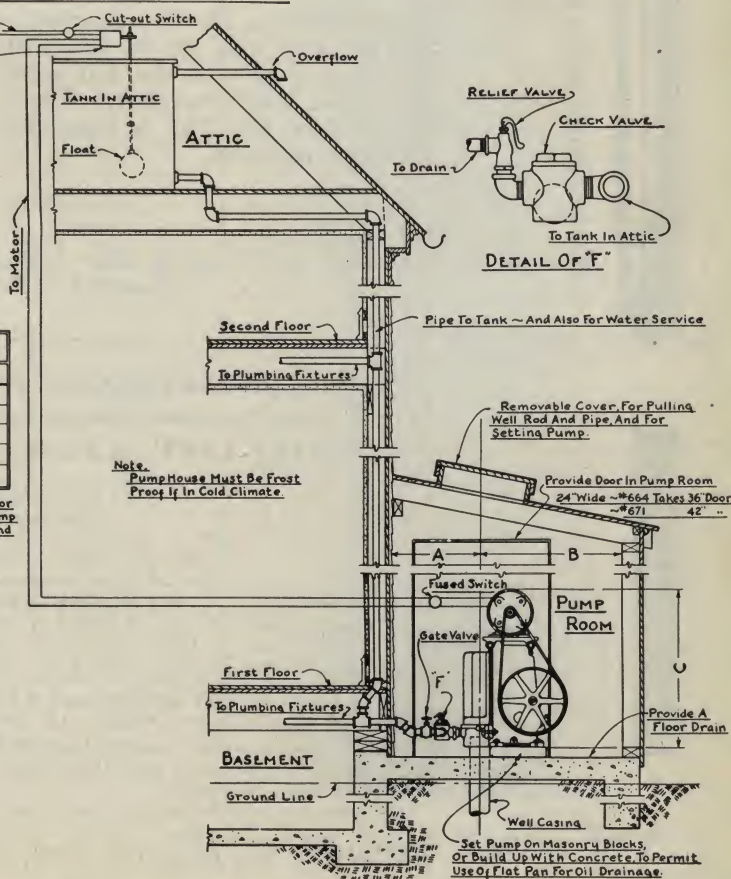 Cut-out Switch
Overflow
TANK IN ATTIC
ATTIC
Float
To Motor
RELIEF VALVE
CHECK VALVE
To Drain
To Tank In Attic
DETAIL OF "F"
Second Floor
Pipe To Tank ~ And Also For Water Service
To Plumbing Fixtures
Removable Cover, For Pulling
Well Rod And Pipe, And For
Setting Pump.
Note.
Pump House Must Be Frost
Proof If In Cold Climate.
Provide Door In Pump Room
24" Wide ~ #664 Takes 36" Door
~ #671 42" "
A
B
Fused Switch
PUMP
ROOM
Gate Valve
"F"
C
First Floor
To Plumbing Fixtures
Provide A
Floor Drain
BASEMENT
Ground Line
Well Casing
Set Pump On Masonry Blocks,
Or Build Up With Concrete, To Permit
Use Of Flat Pan For Oil Drainage.